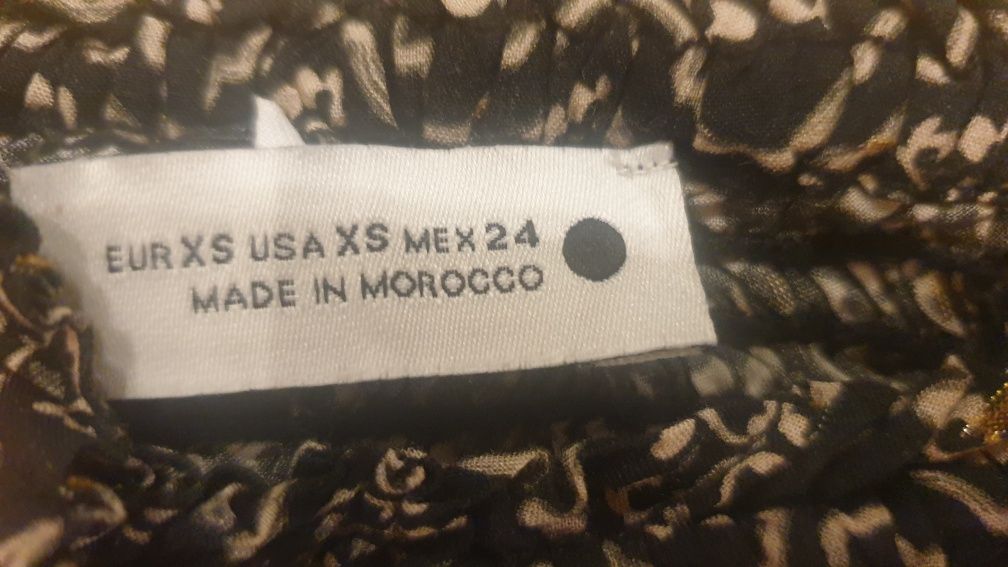 EUR XS USA XS MEX 24
MADE IN MOROCCO